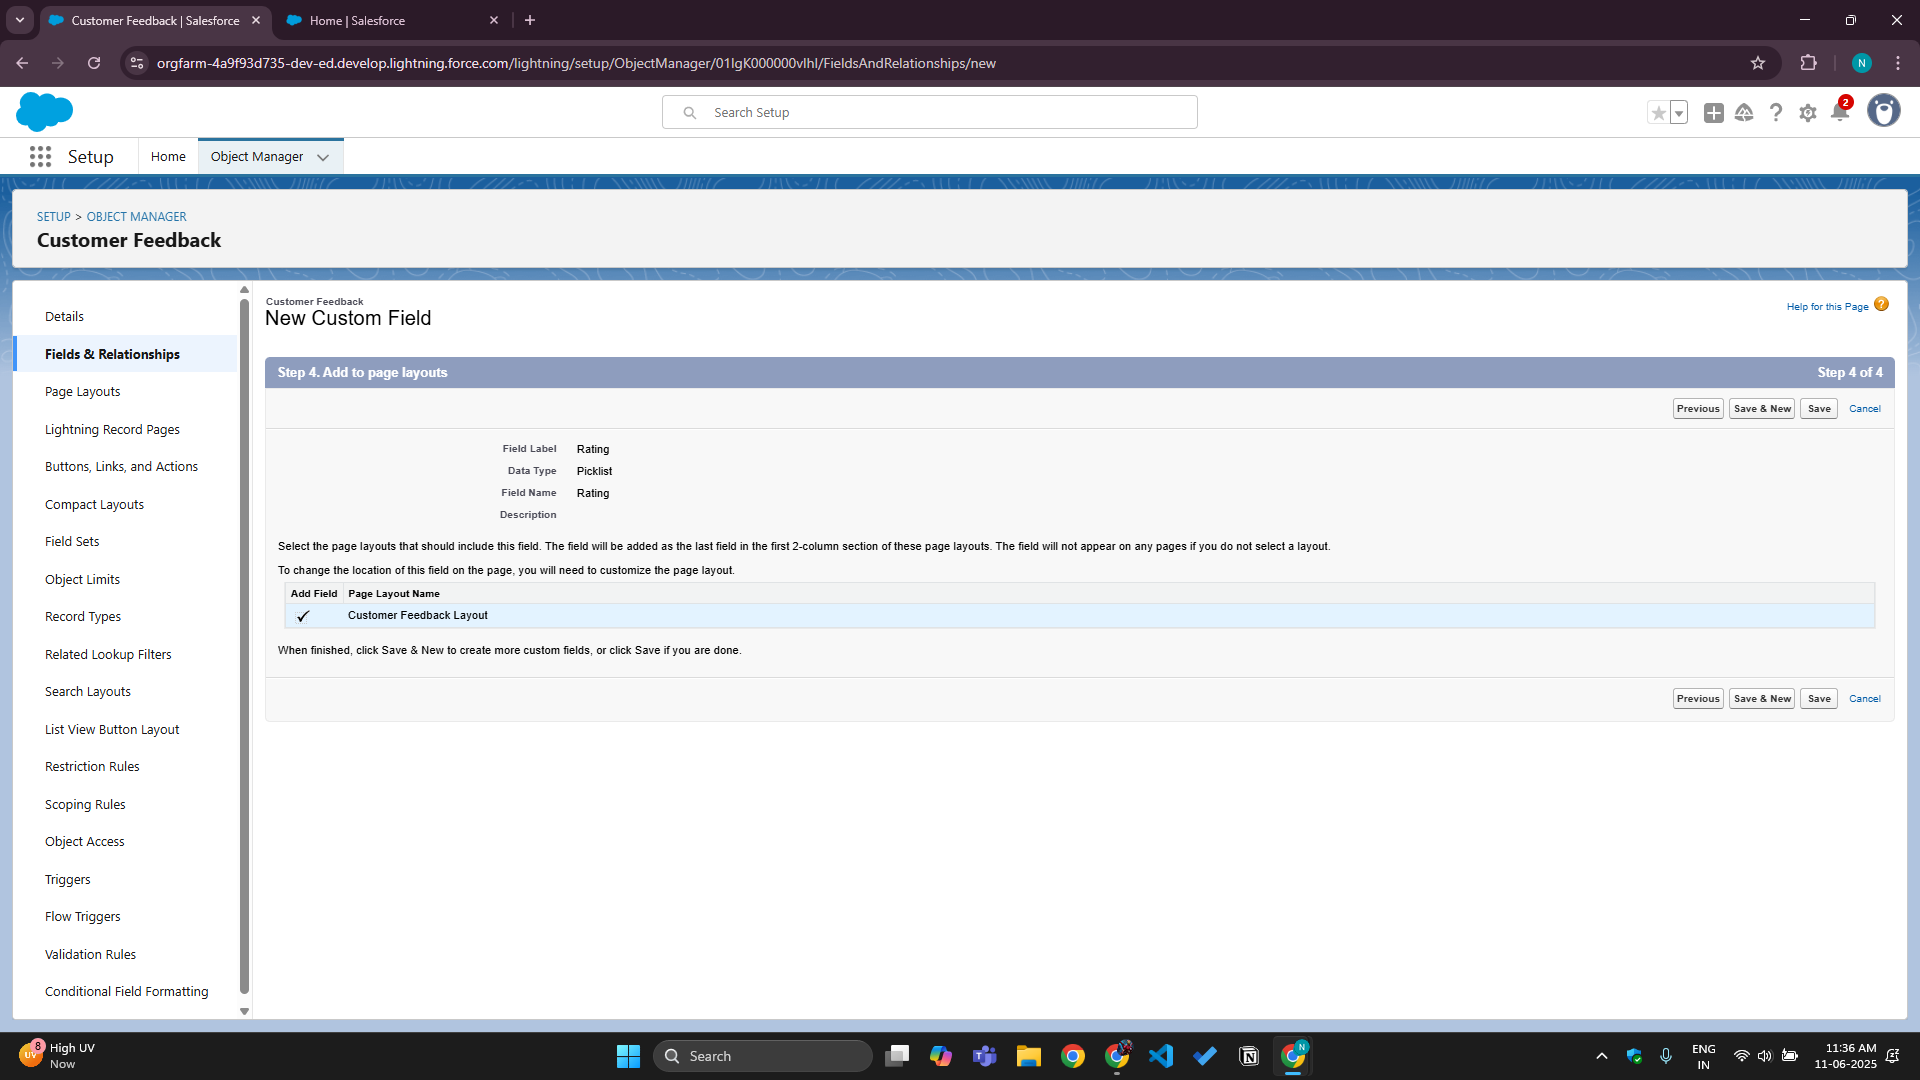 Customer Feedback | Salesforce
Home | Salesforce
orgfarm-4a9f93d735-dev-ed.develop.lightning.force.com/lightning/setup/ObjectManager/01IgK000000vlhl/FieldsAndRelationships/new
N
Search Setup
2
Setup
Home
Object Manager
SETUP > OBJECT MANAGER
Customer Feedback
Details
Fields & Relationships
Page Layouts
Lightning Record Pages
Buttons, Links, and Actions
Compact Layouts
Field Sets
Object Limits
Record Types
Related Lookup Filters
Search Layouts
List View Button Layout
Restriction Rules
Scoping Rules
Object Access
Triggers
Flow Triggers
Validation Rules
Conditional Field Formatting
Customer Feedback
New Custom Field
Help for this Page ?
Step 4. Add to page layouts
Step 4 of 4
Previous Save & New Save Cancel
Field Label Rating
Data Type Picklist
Field Name Rating
Description
Select the page layouts that should include this field. The field will be added as the last field in the first 2-column section of these page layouts. The field will not appear on any pages if you do not select a layout.
To change the location of this field on the page, you will need to customize the page layout.
Add Field Page Layout Name
Customer Feedback Layout
When finished, click Save & New to create more custom fields, or click Save if you are done.
Previous Save & New Save Cancel
UV
8
High UV
Now
Search
N
ENG
IN
11:36 AM
11-06-2025